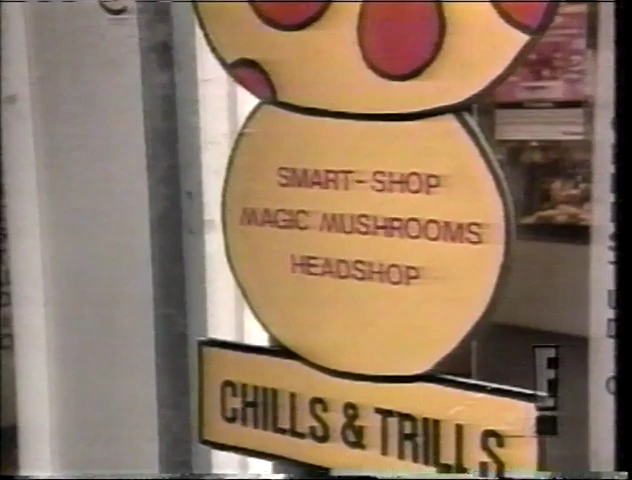 SMART-SHOP
MAGIC MUSHROOMS
HEADSHOP
CHILLS & TRILLS
E!